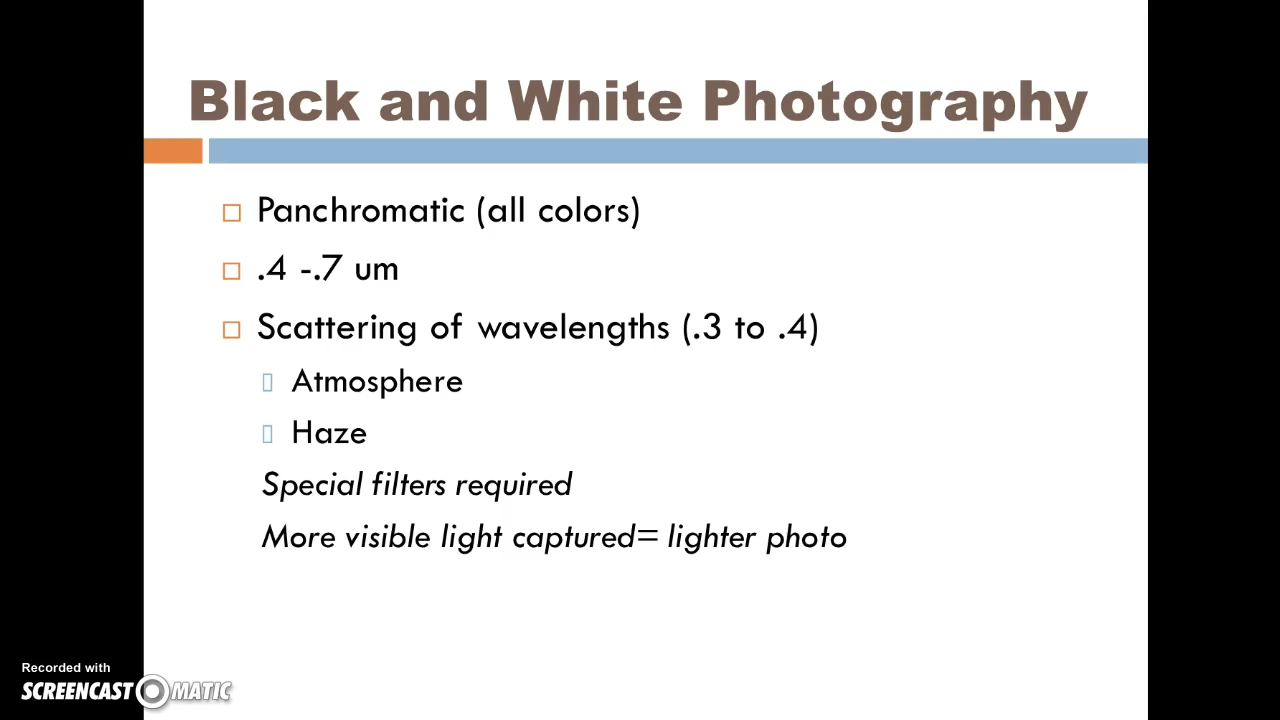 Black and White Photography
Panchromatic (all colors)
.4 -.7 um
Scattering of wavelengths (.3 to .4)
Atmosphere
Haze
Special filters required
More visible light captured= lighter photo
Recorded with
SCREENCAST MATIC